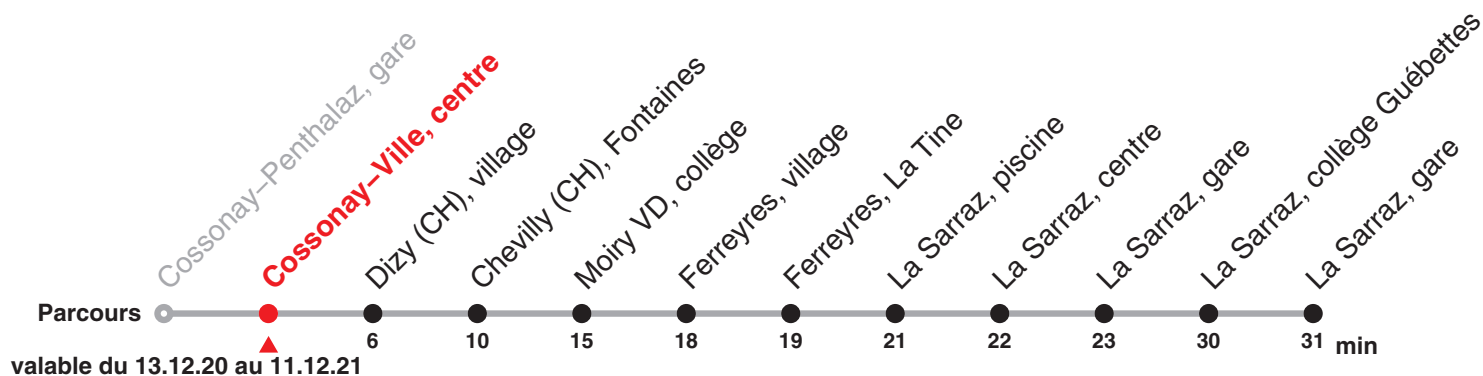 Cossonay–Penthalaz, gare
Cossonay–Ville, centre
Dizy (CH), village
Chevilly (CH), Fontaines
Moiry VD, collège
Ferreyres, village
Ferreyres, La Tine
La Sarraz, piscine
La Sarraz, centre
La Sarraz, gare
La Sarraz, collège Guébettes
La Sarraz, gare
Parcours
6 10 15 18 19 21 22 23 30 31 min
valable du 13.12.20 au 11.12.21